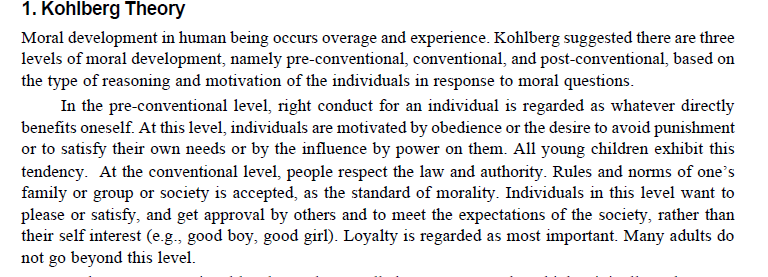 1. Kohlberg Theory
Moral development in human being occurs overage and experience. Kohlberg suggested there are three
levels of moral development, namely pre-conventional, conventional, and post-conventional, based on
the type of reasoning and motivation of the individuals in response to moral questions.
In the pre-conventional level, right conduct for an individual is regarded as whatever directly
benefits oneself. At this level, individuals are motivated by obedience or the desire to avoid punishment
or to satisfy their own needs or by the influence by power on them. All young children exhibit this
tendency. At the conventional level, people respect the law and authority. Rules and norms of one's
family or group or society is accepted, as the standard of morality. Individuals in this level want to
please or satisfy, and get approval by others and to meet the expectations of the society, rather than
their self interest (e.g., good boy, good girl). Loyalty is regarded as most important. Many adults do
not go beyond this level.